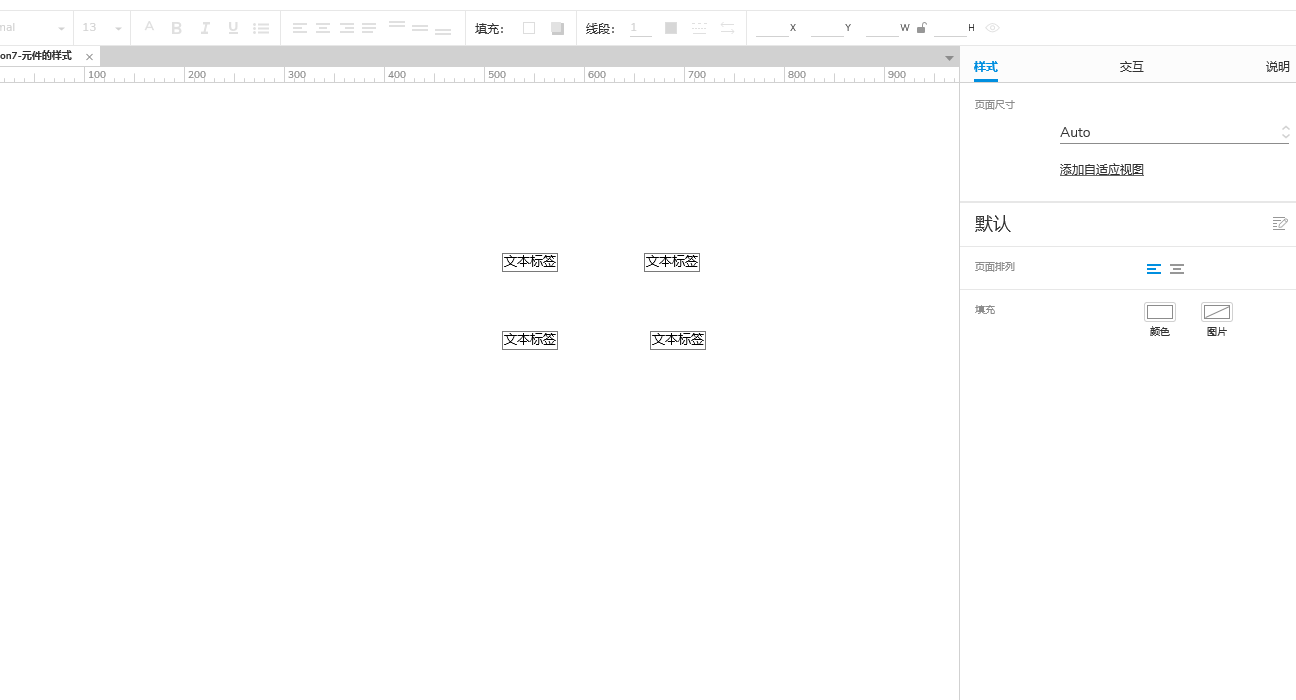 nal 13 A B I U 填充: 线段: 1 X Y W H
on7-元件的样式 ×
100 200 300 400 500 600 700 800 900
样式 交互 说明
页面尺寸
Auto
添加自适应视图
默认
页面排列
填充
颜色 图片
文本标签 文本标签
文本标签 文本标签